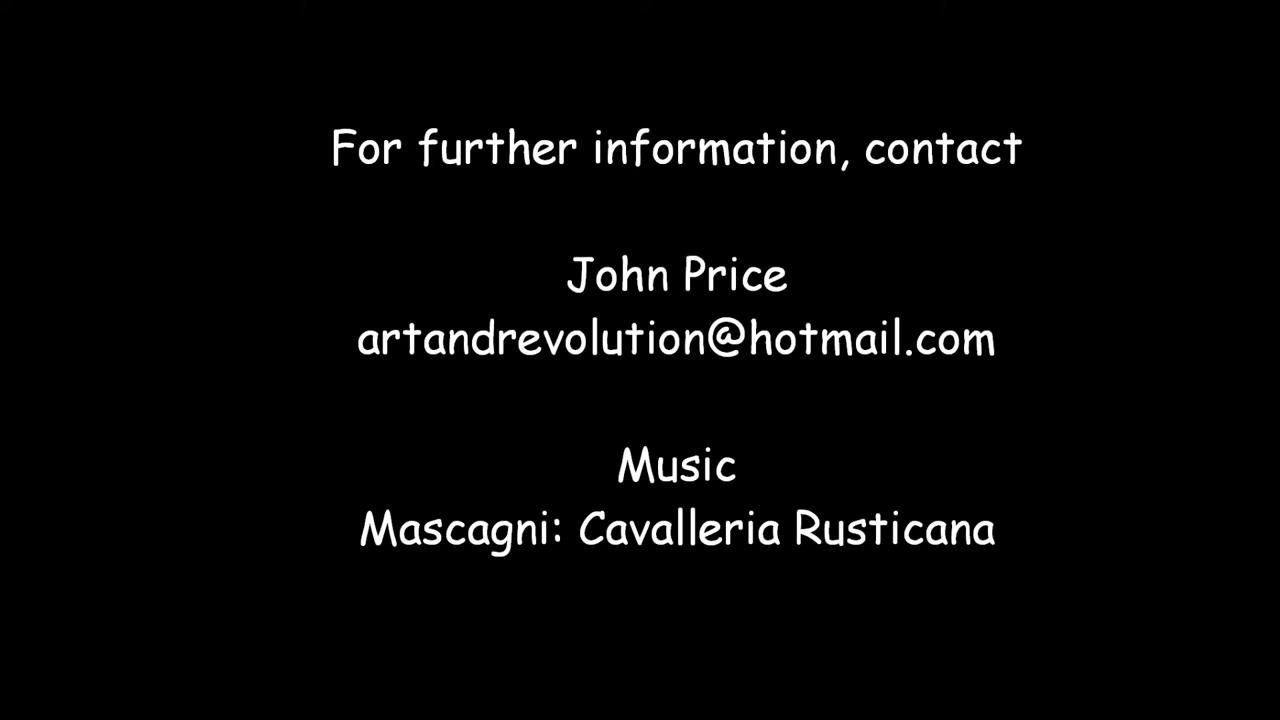 For further information, contact
John Price
artandrevolution@hotmail.com
Music
Mascagni: Cavalleria Rusticana